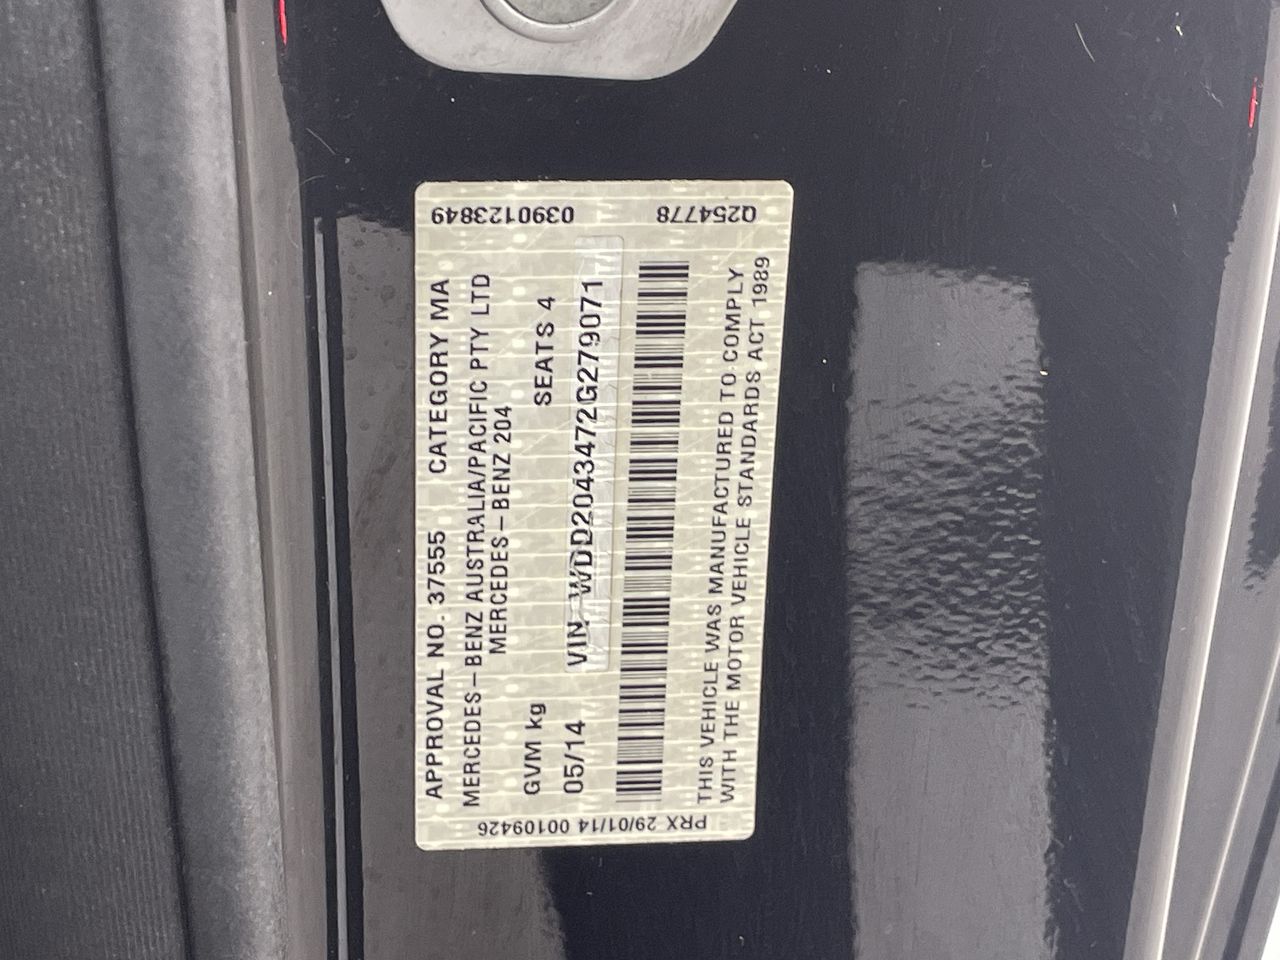 0390123849 Q254778
APPROVAL NO. 37555 CATEGORY MA
MERCEDES-BENZ AUSTRALIA/PACIFIC PTY LTD
MERCEDES-BENZ 204
GVM kg SEATS 4
05/14 VIN WDD2043472G279071
THIS VEHICLE WAS MANUFACTURED TO COMPLY
WITH THE MOTOR VEHICLE STANDARDS ACT 1989
PRX 29/01/14 00109426